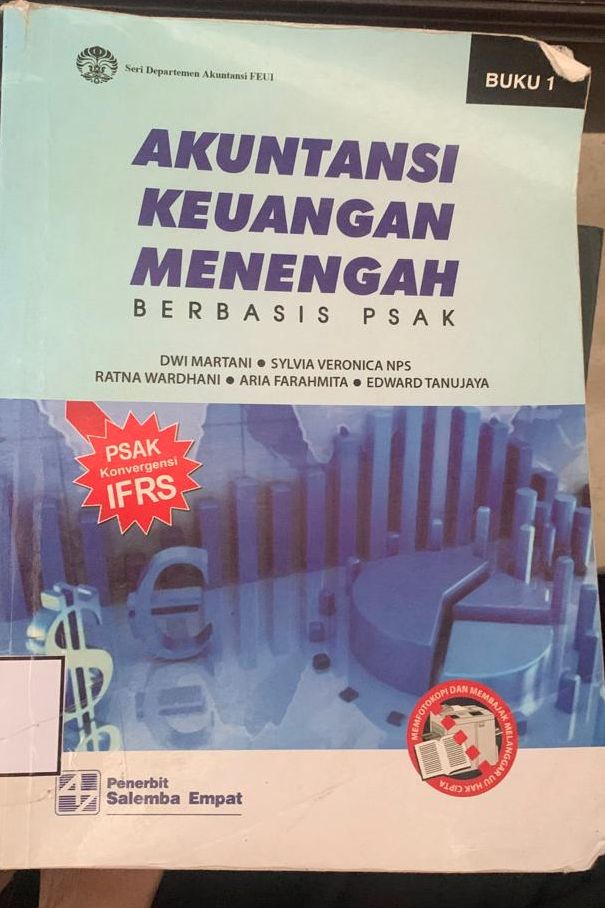 Seri Departemen Akuntansi FEUI
BUKU 1
AKUNTANSI
KEUANGAN
MENENGAH
BERBASIS PSAK
DWI MARTANI ● SYLVIA VERONICA NPS
RATNA WARDHANI ● ARIA FARAHMITA ● EDWARD TANUJAYA
PSAK
Konvergensi
IFRS
MEMFOTOKOPI DAN MEMBAJAK MELANGGAR UU HAK CIPTA
Penerbit
Salemba Empat